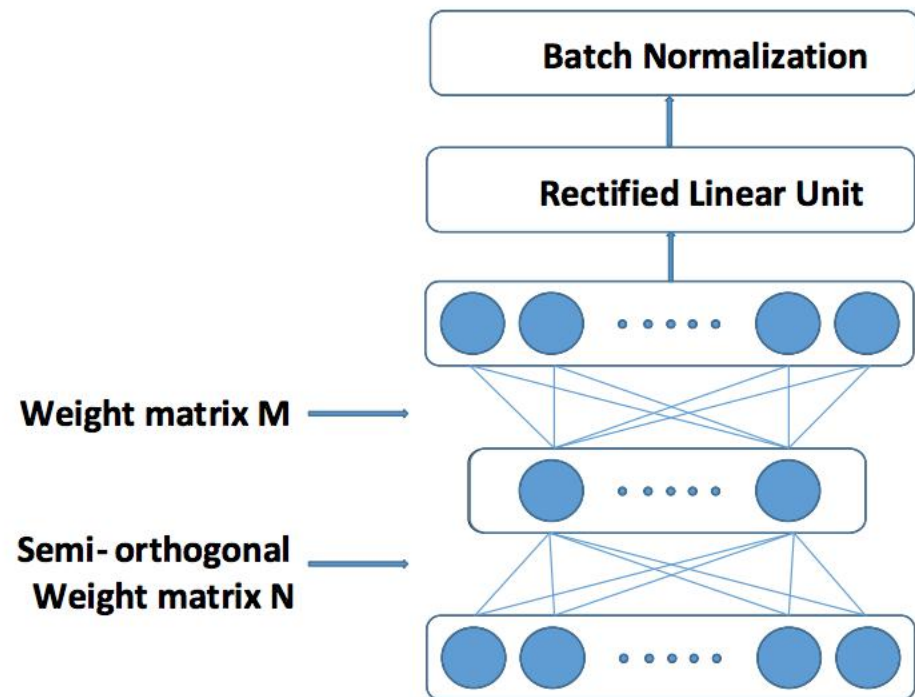 Batch Normalization
Rectified Linear Unit
Weight matrix M
Semi- orthogonal
Weight matrix N